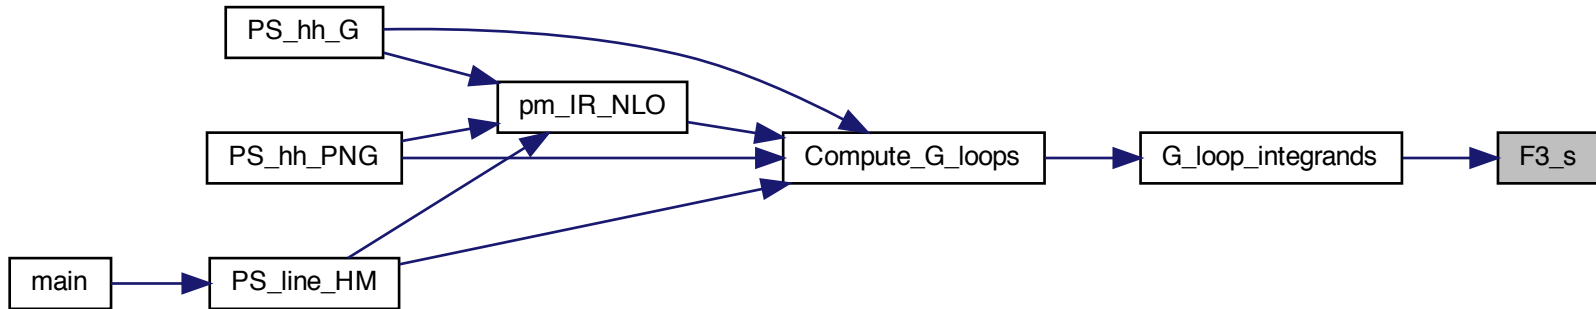 PS_hh_G
pm_IR_NLO
PS_hh_PNG
Compute_G_loops
G_loop_integrands
F3_s
main
PS_line_HM